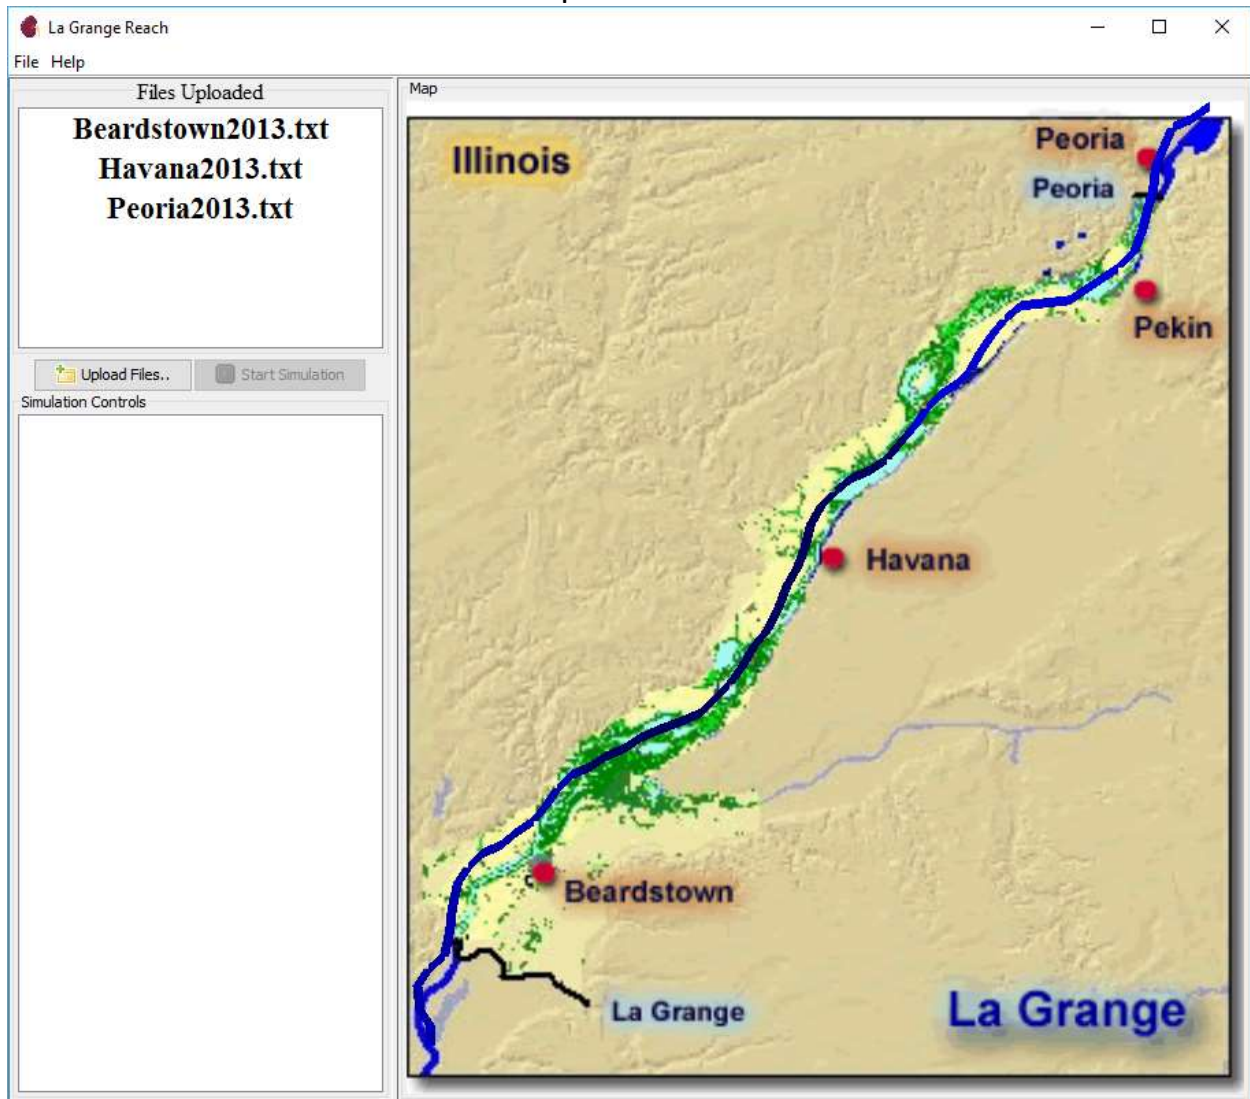 La Grange Reach
File Help
Files Uploaded
Beardstown2013.txt
Havana2013.txt
Peoria2013.txt
Upload Files..
Start Simulation
Simulation Controls
Map
Illinois
Peoria
Peoria
Pekin
Havana
Beardstown
La Grange
La Grange